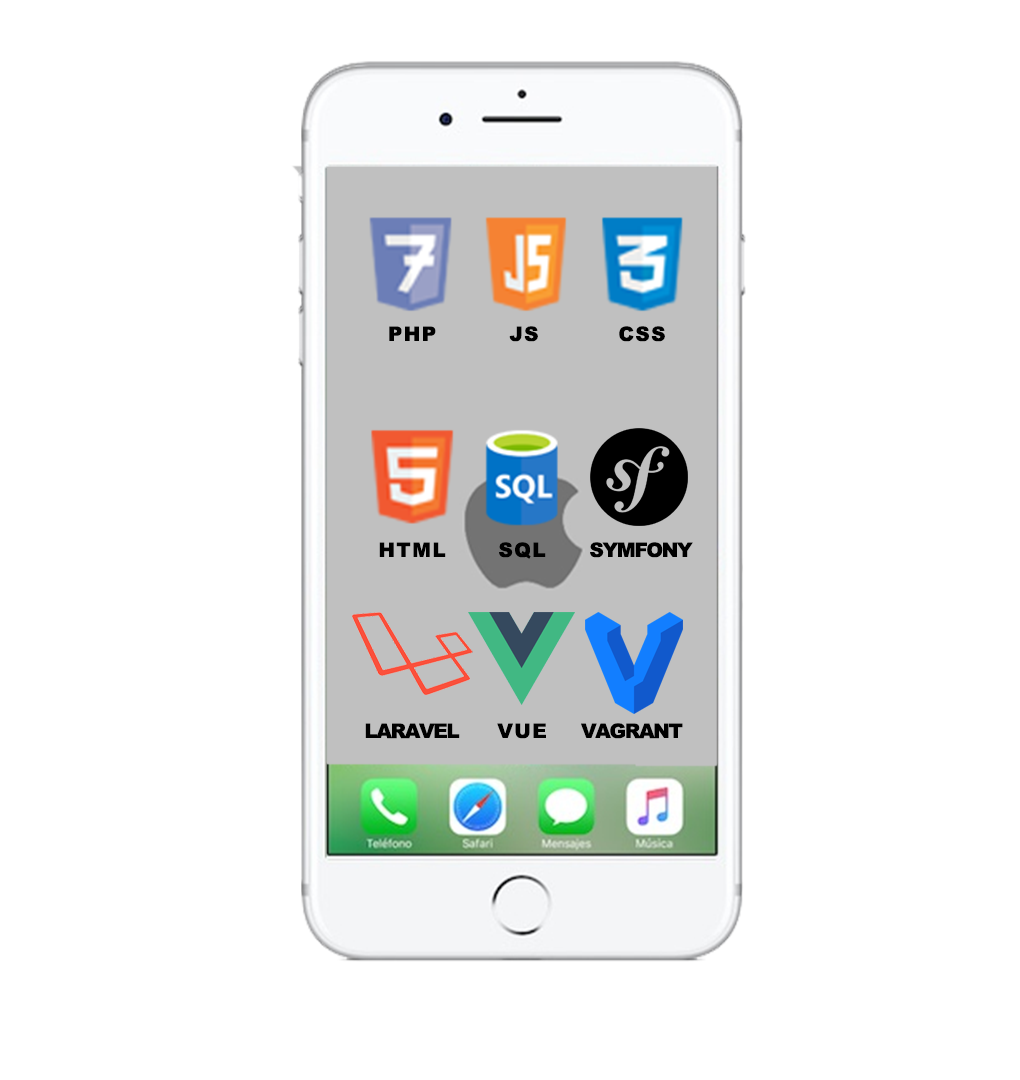 7 JS 3
PHP JS CSS
5 SQL sf
HTML SQL SYMFONY
LARAVEL VUE VAGRANT
Teléfono Safari Mensajes Música